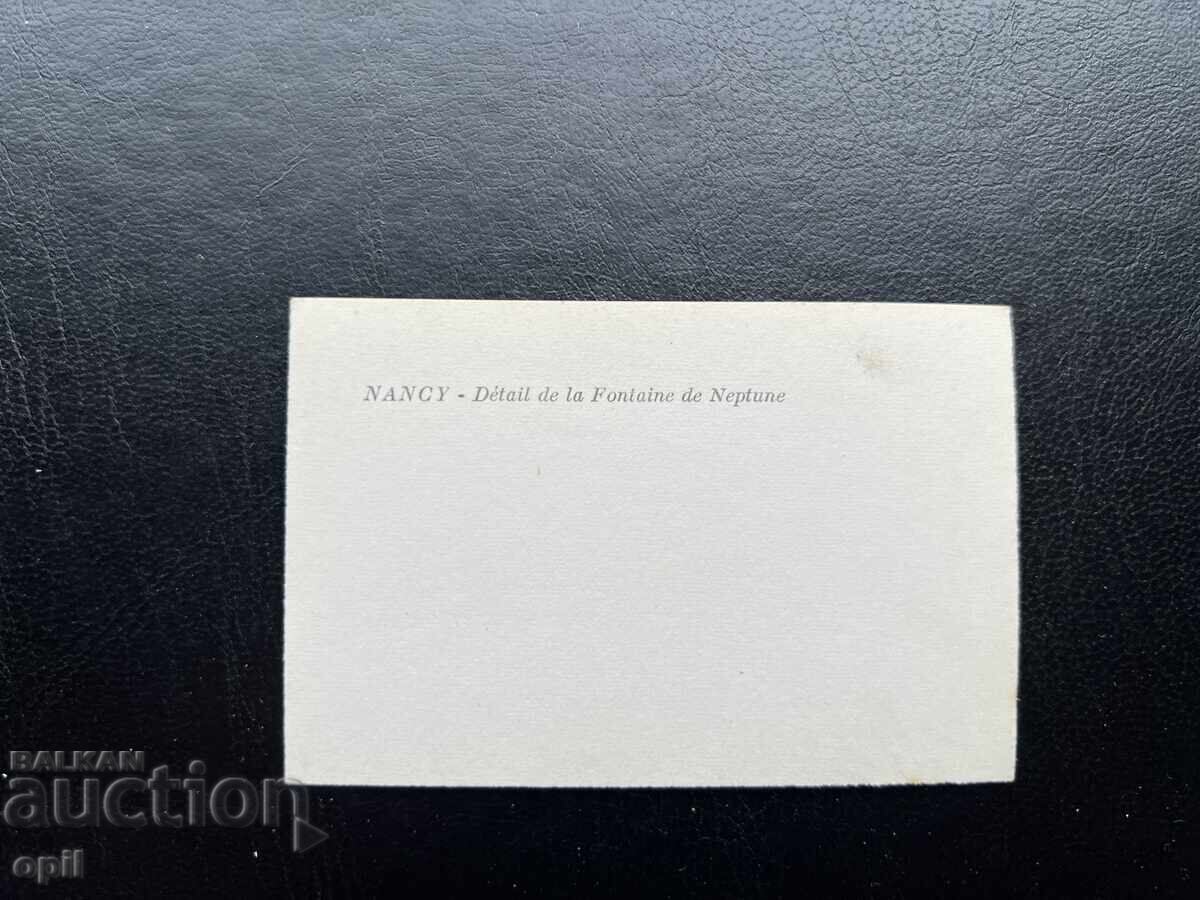 NANCY - Détail de la Fontaine de Neptune
BALKAN
auction
opil